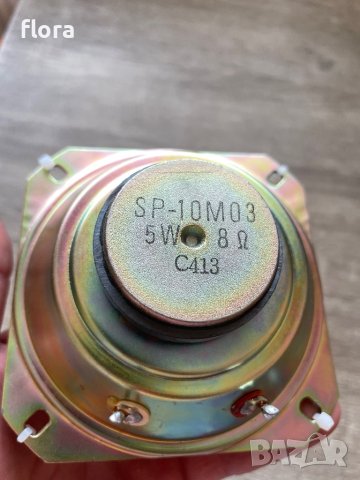 flora
SP-10M03
5W 8Ω
C413
BAZAR